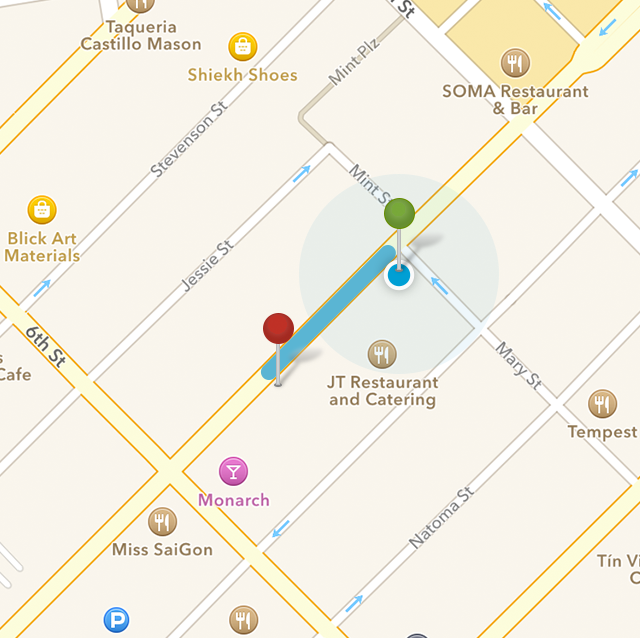 St
Taqueria
Castillo Mason
Shiekh Shoes
Mint Plz
SOMA Restaurant
& Bar
Stevenson St
Mint S
Blick Art
Materials
Jessie St
6th St
s
Cafe
JT Restaurant
and Catering
Mary St
Tempest
Monarch
Natoma St
Miss SaiGon
Tín Vi
C
P